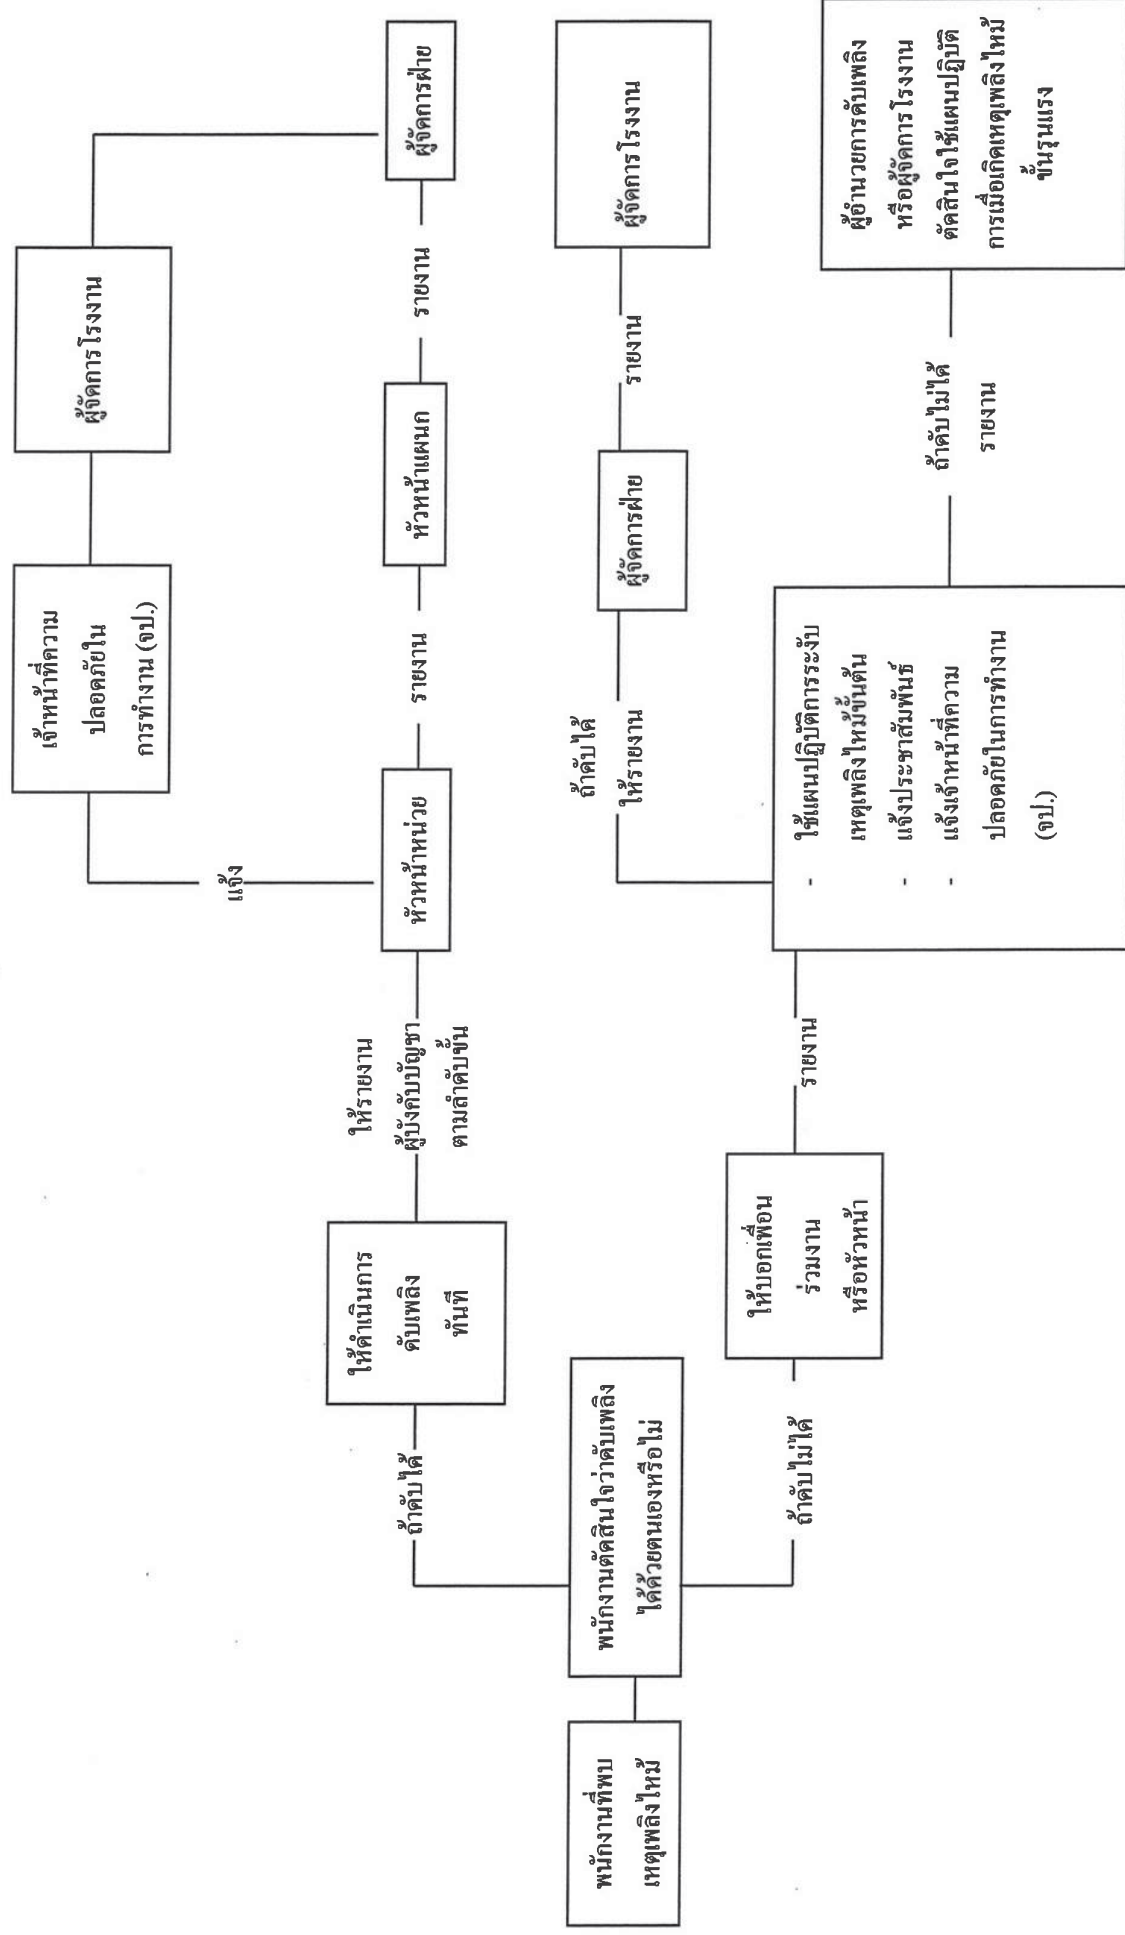 พนักงานที่พบ
เหตุเพลิงไหม้
พนักงานตัดสินใจว่าดับเพลิง
ได้ด้วยตนเองหรือไม่
ถ้าดับได้
ให้ดำเนินการ
ดับเพลิง
ทันที
ให้รายงาน
ผู้บังคับบัญชา
ตามลำดับขั้น
หัวหน้าหน่วย
แจ้ง
เจ้าหน้าที่ความ
ปลอดภัยใน
การทำงาน (จป.)
ผู้จัดการโรงงาน
รายงาน
หัวหน้าแผนก
รายงาน
ผู้จัดการฝ่าย
ถ้าดับไม่ได้
ให้บอกเพื่อน
ร่วมงาน
หรือหัวหน้า
รายงาน
- ใช้แผนปฏิบัติการระงับ
เหตุเพลิงไหม้ขั้นต้น
- แจ้งประชาสัมพันธ์
- แจ้งเจ้าหน้าที่ความ
ปลอดภัยในการทำงาน
(จป.)
ถ้าดับได้
ให้รายงาน
ผู้จัดการฝ่าย
รายงาน
ผู้จัดการโรงงาน
ถ้าดับไม่ได้
รายงาน
ผู้อำนวยการดับเพลิง
หรือผู้จัดการโรงงาน
ตัดสินใจใช้แผนปฏิบัติ
การเมื่อเกิดเหตุเพลิงไหม้
ขั้นรุนแรง